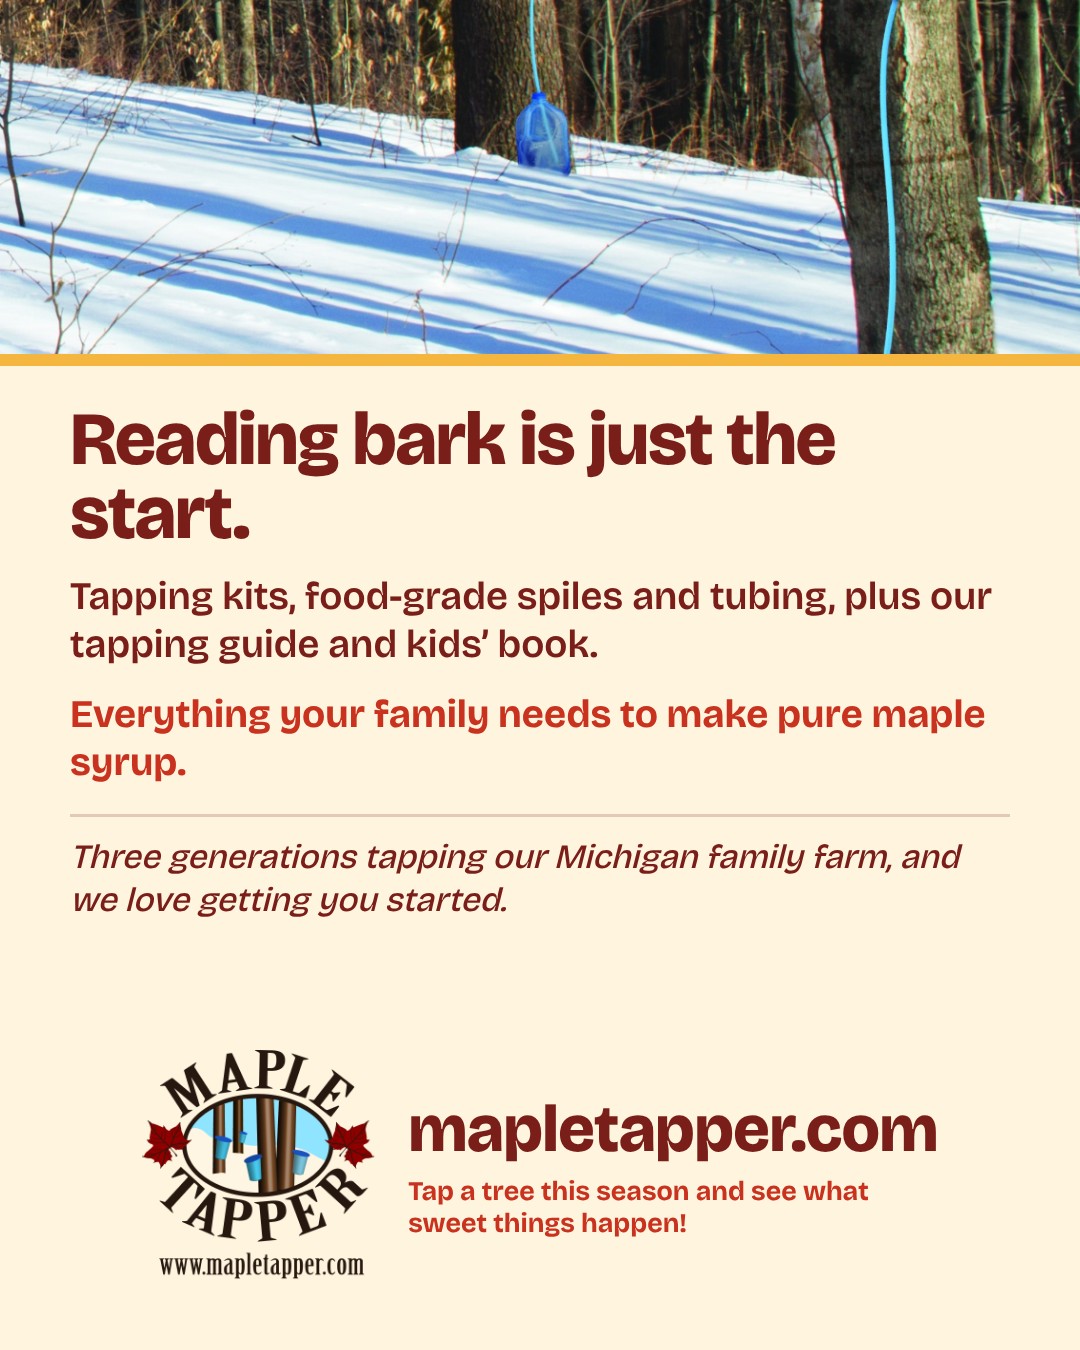 Reading bark is just the
start.
Tapping kits, food-grade spiles and tubing, plus our
tapping guide and kids’ book.
Everything your family needs to make pure maple
syrup.
Three generations tapping our Michigan family farm, and
we love getting you started.
MAPLE
TAPPER
www.mapletapper.com
mapletapper.com
Tap a tree this season and see what
sweet things happen!